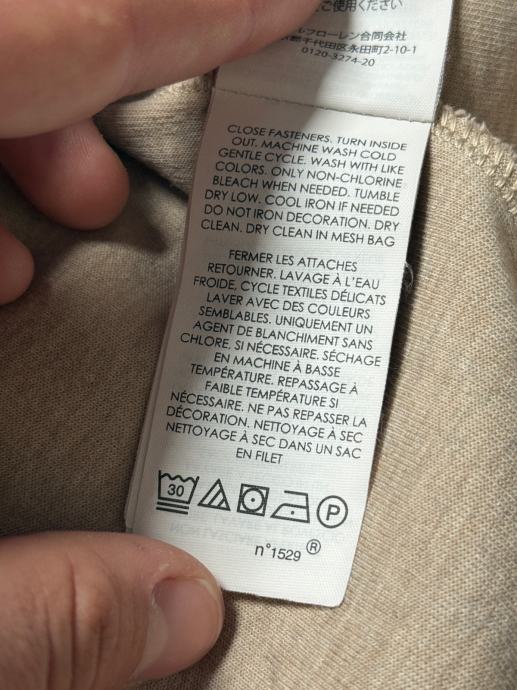 ご使用ください
ルフローレン合同会社
千代田区永田町2-10-1
0120-3274-20
CLOSE FASTENERS. TURN INSIDE
OUT. MACHINE WASH COLD
GENTLE CYCLE. WASH WITH LIKE
COLORS. ONLY NON-CHLORINE
BLEACH WHEN NEEDED. TUMBLE
DRY LOW. COOL IRON IF NEEDED
DO NOT IRON DECORATION. DRY
CLEAN. DRY CLEAN IN MESH BAG
FERMER LES ATTACHES
RETOURNER. LAVAGE À L'EAU
FROIDE, CYCLE TEXTILES DÉLICATS
LAVER AVEC DES COULEURS
SEMBLABLES. UNIQUEMENT UN
AGENT DE BLANCHIMENT SANS
CHLORE, SI NÉCESSAIRE. SÉCHAGE
EN MACHINE À BASSE
TEMPÉRATURE. REPASSAGE À
FAIBLE TEMPÉRATURE SI
NÉCESSAIRE. NE PAS REPASSER LA
DÉCORATION. NETTOYAGE À SEC
NETTOYAGE À SEC DANS UN SAC
EN FILET
30 P
n°1529 ®